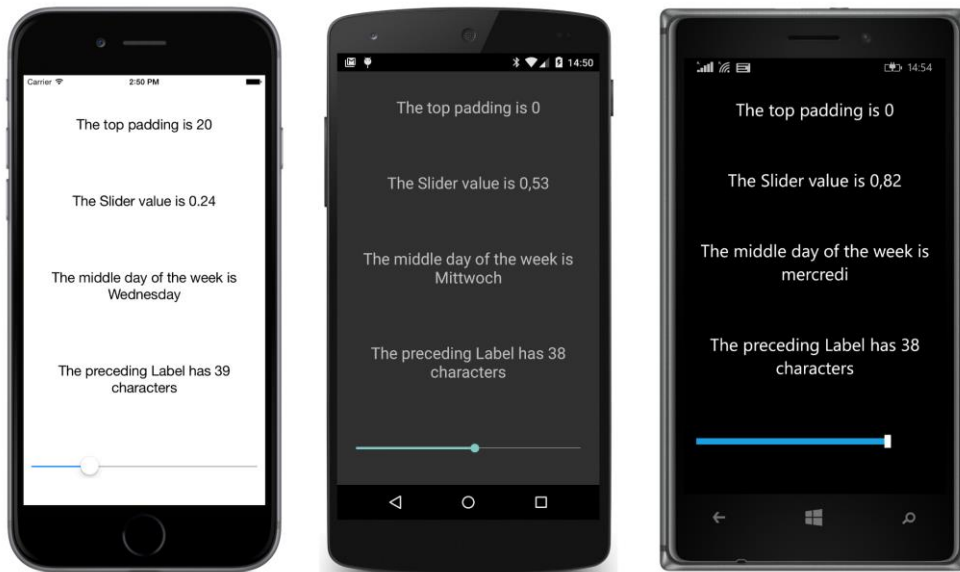 Carrier 2:50 PM
The top padding is 20
The Slider value is 0.24
The middle day of the week is
Wednesday
The preceding Label has 39
characters
14:50
The top padding is 0
The Slider value is 0,53
The middle day of the week is
Mittwoch
The preceding Label has 38
characters
14:54
The top padding is 0
The Slider value is 0,82
The middle day of the week is
mercredi
The preceding Label has 38
characters